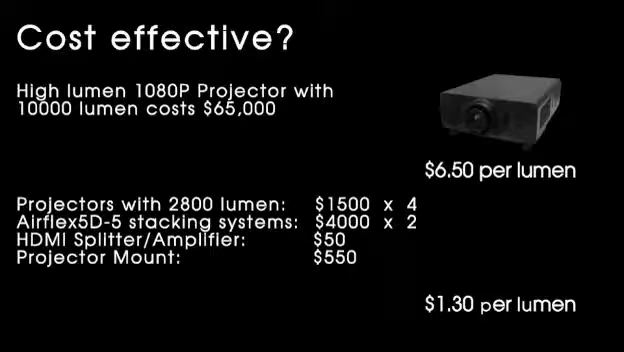 Cost effective?
High lumen 1080P Projector with
10000 lumen costs $65,000
$6.50 per lumen
Projectors with 2800 lumen: $1500 x 4
Airflex5D-5 stacking systems: $4000 x 2
HDMI Splitter/Amplifier: $50
Projector Mount: $550
$1.30 per lumen